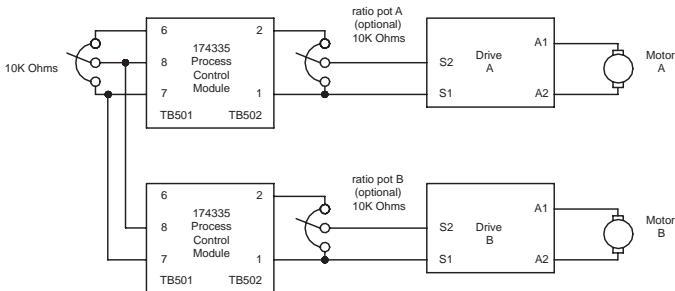 ratio pot A
(optional)
10K Ohms
6
2
174335
Process
Control
Module
8
10K Ohms
7
1
TB501
TB502
S2
S1
Drive
A
A1
A2
Motor
A
ratio pot B
(optional)
10K Ohms
6
2
174335
Process
Control
Module
8
7
1
TB501
TB502
S2
S1
Drive
B
A1
A2
Motor
B